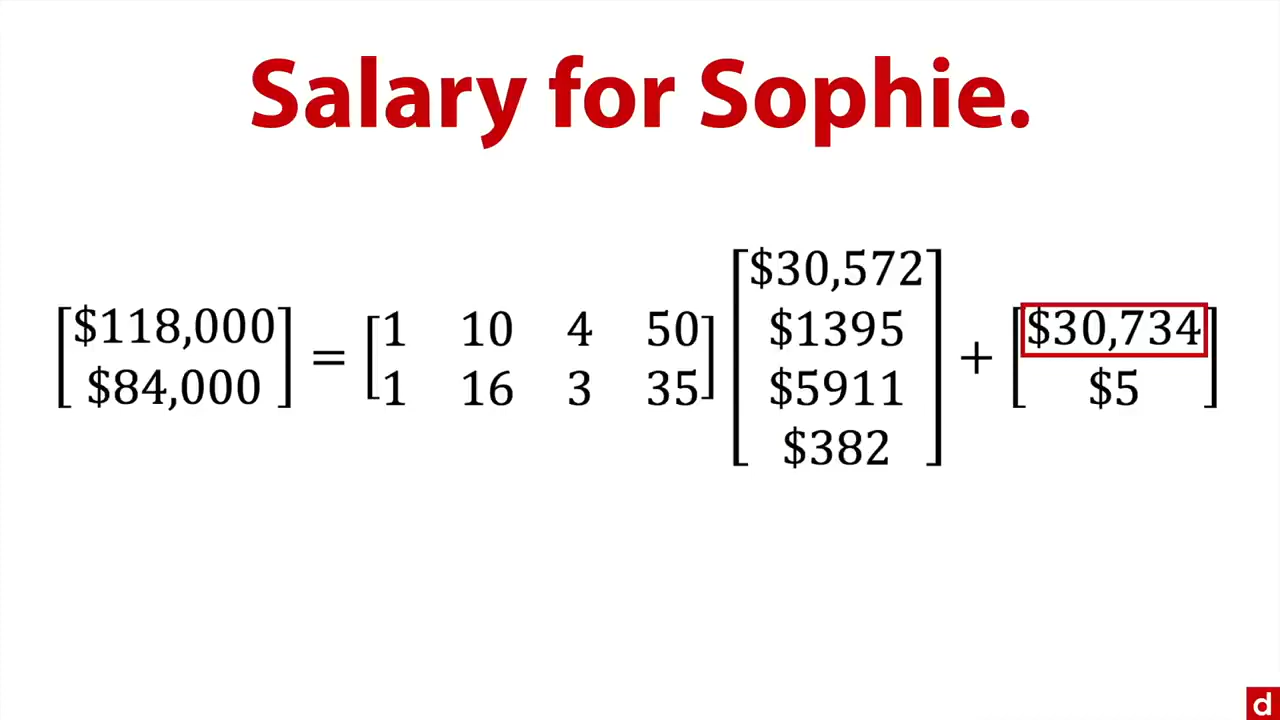 Salary for Sophie.
[$118,000 $84,000] = [1 10 4 50 1 16 3 35] [$30,572 $1395 $5911 $382] + [$30,734 $5]
d